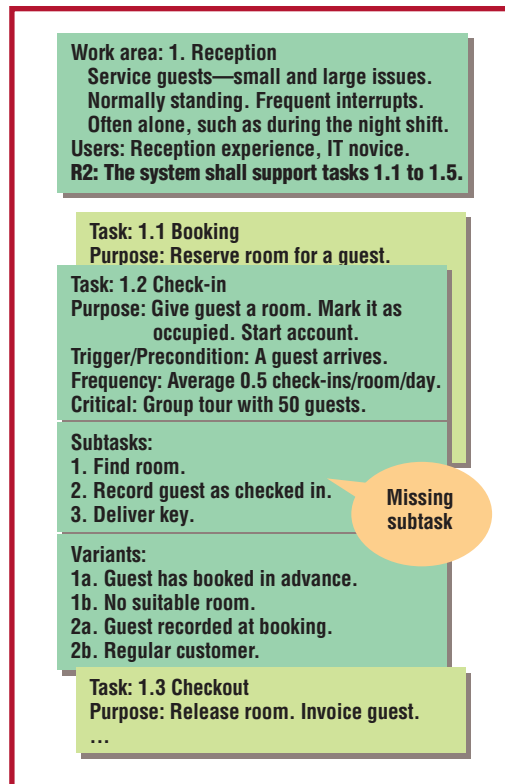 Work area: 1. Reception
Service guests—small and large issues.
Normally standing. Frequent interrupts.
Often alone, such as during the night shift.
Users: Reception experience, IT novice.
R2: The system shall support tasks 1.1 to 1.5.
Task: 1.1 Booking
Purpose: Reserve room for a guest.
Task: 1.2 Check-in
Purpose: Give guest a room. Mark it as
occupied. Start account.
Trigger/Precondition: A guest arrives.
Frequency: Average 0.5 check-ins/room/day.
Critical: Group tour with 50 guests.
Subtasks:
1. Find room.
2. Record guest as checked in.
3. Deliver key.
Missing
subtask
Variants:
1a. Guest has booked in advance.
1b. No suitable room.
2a. Guest recorded at booking.
2b. Regular customer.
Task: 1.3 Checkout
Purpose: Release room. Invoice guest.
…